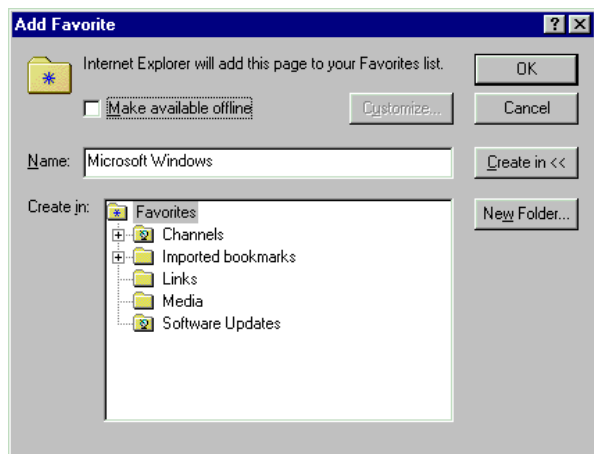 Add Favorite
Internet Explorer will add this page to your Favorites list.
OK
Make available offline
Customize...
Cancel
Name:
Microsoft Windows
Create in <<
Create in:
Favorites
New Folder...
Channels
Imported bookmarks
Links
Media
Software Updates